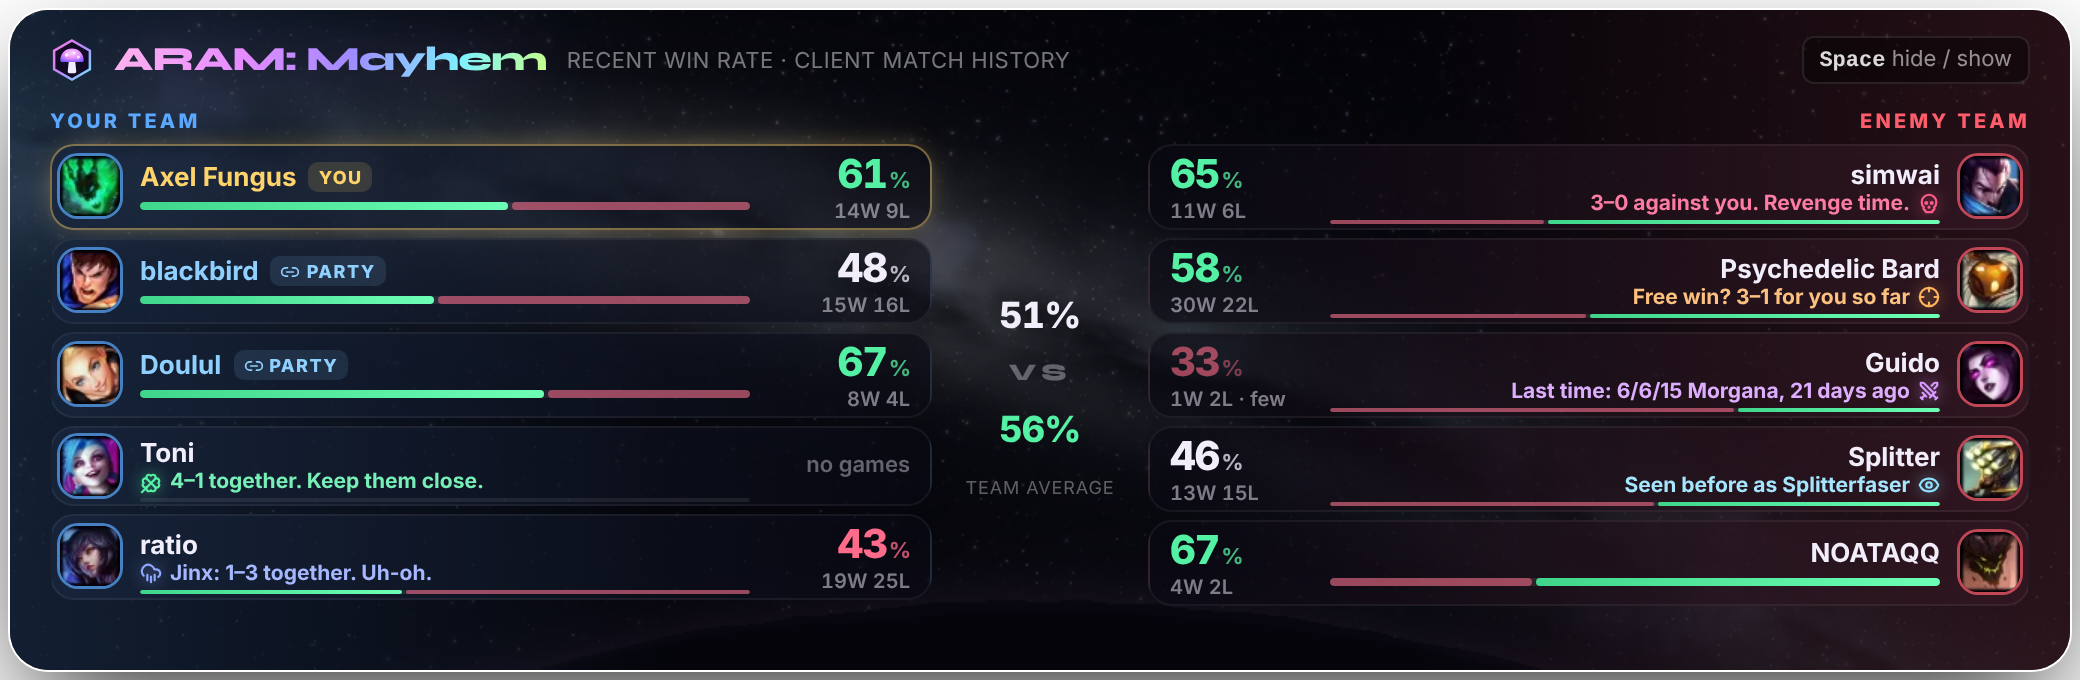 ARAM: Mayhem RECENT WIN RATE · CLIENT MATCH HISTORY
Space hide / show
YOUR TEAM
Axel Fungus YOU
61%
14W 9L
blackbird PARTY
48%
15W 16L
Doulul PARTY
67%
8W 4L
Toni
4–1 together. Keep them close.
no games
ratio
Jinx: 1–3 together. Uh-oh.
43%
19W 25L
51%
VS
56%
TEAM AVERAGE
ENEMY TEAM
65%
11W 6L
simwai
3–0 against you. Revenge time.
58%
30W 22L
Psychedelic Bard
Free win? 3–1 for you so far
33%
1W 2L · few
Guido
Last time: 6/6/15 Morgana, 21 days ago
46%
13W 15L
Splitter
Seen before as Splitterfaser
67%
4W 2L
NOATAQQ